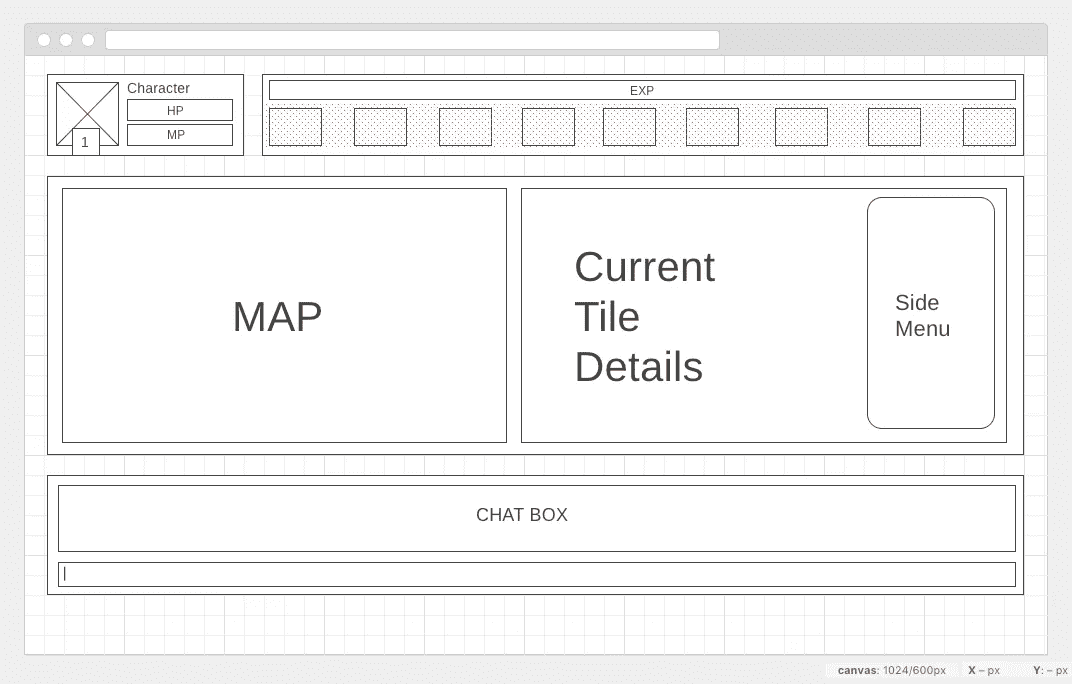 Character
HP
MP
1
EXP
MAP
Current
Tile
Details
Side
Menu
CHAT BOX
|
canvas: 1024/600px X – px Y: – px